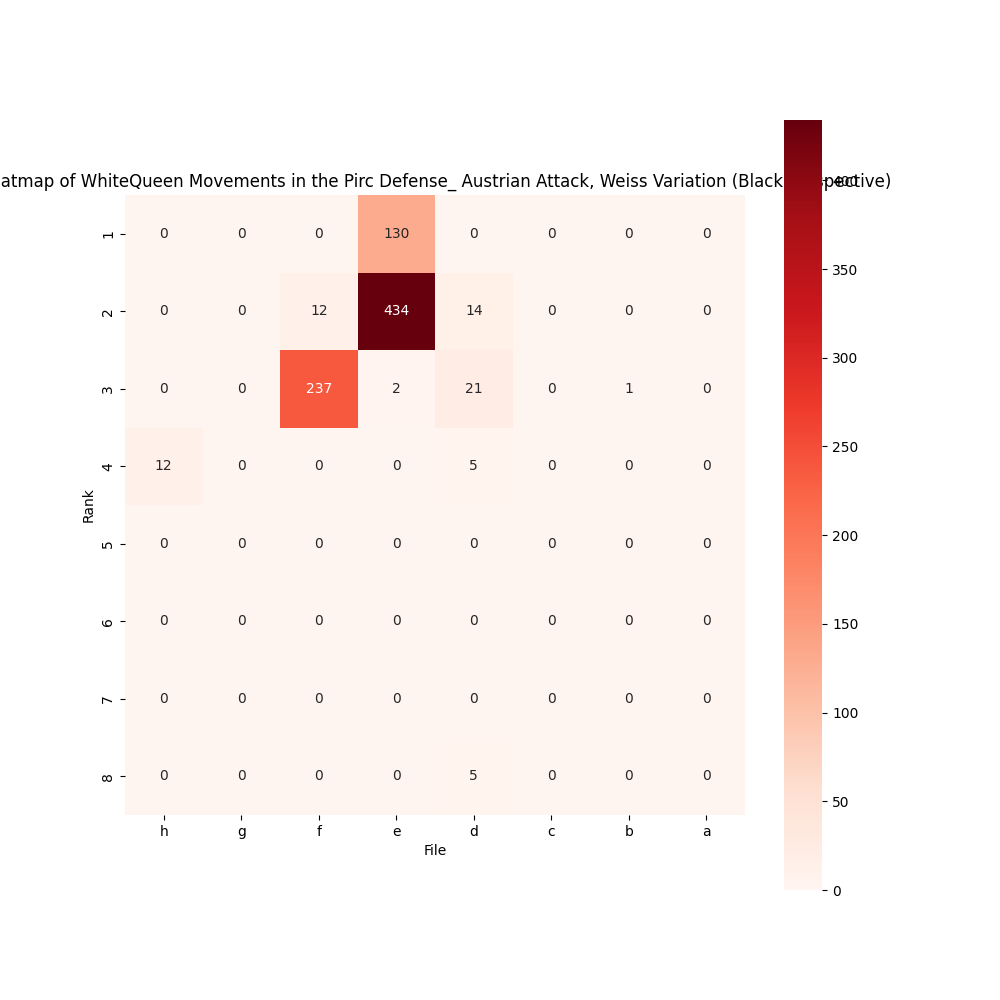 atmap of WhiteQueen Movements in the Pirc Defense_ Austrian Attack, Weiss Variation (Black pective)
400
350
300
250
200
150
100
50
0
1 0 0 0 130 0 0 0 0
2 0 0 12 434 14 0 0 0
3 0 0 237 2 21 0 1 0
4 12 0 0 0 5 0 0 0
Rank
5 0 0 0 0 0 0 0 0
6 0 0 0 0 0 0 0 0
7 0 0 0 0 0 0 0 0
8 0 0 0 0 5 0 0 0
h g f e d c b a
File